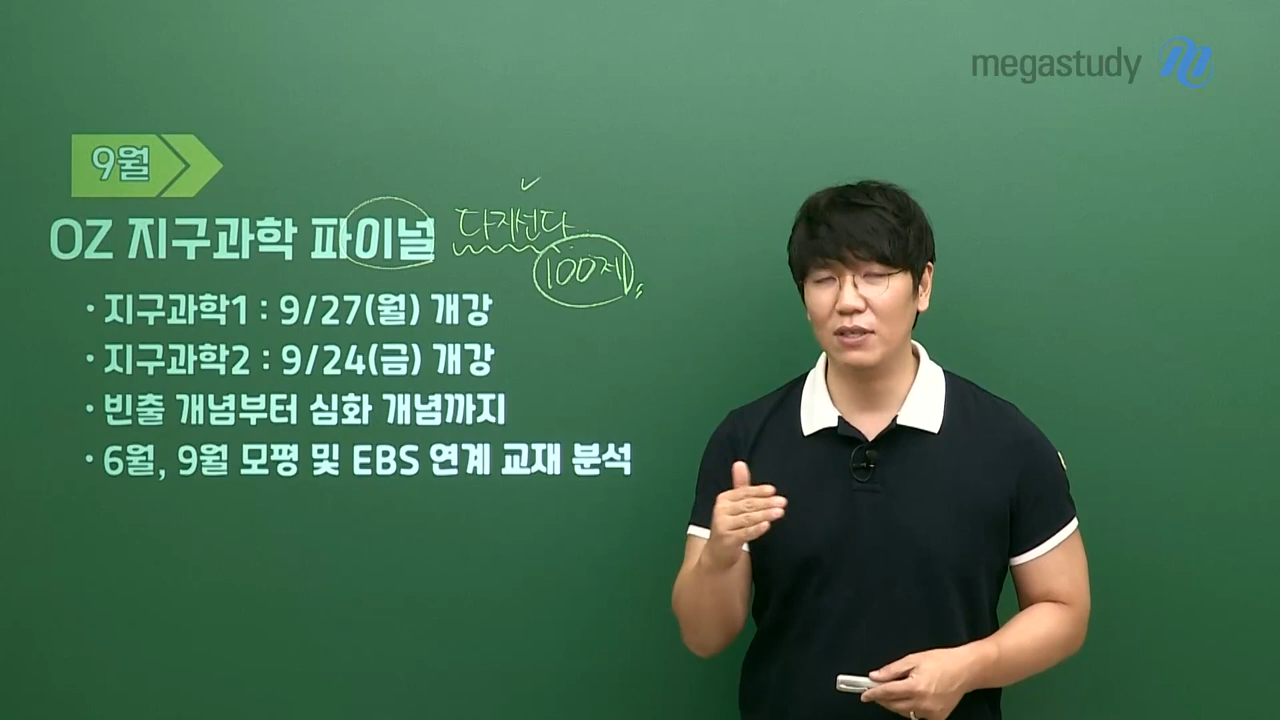 megastudy
9월
OZ 지구과학 파이널 다지선다
100제
· 지구과학1 : 9/27(월) 개강
· 지구과학2 : 9/24(금) 개강
· 빈출 개념부터 심화 개념까지
· 6월, 9월 모평 및 EBS 연계 교재 분석